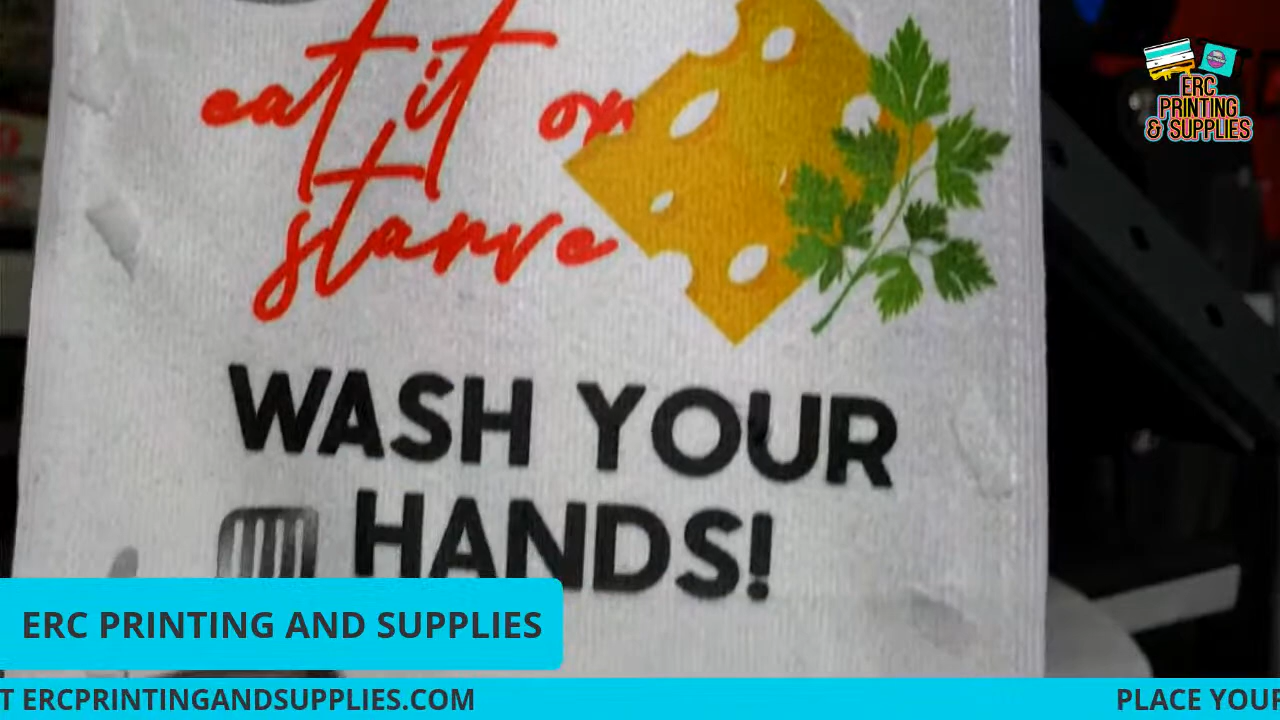 eat it or
starve
WASH YOUR
HANDS!
ERC
PRINTING
& SUPPLIES
ERC PRINTING AND SUPPLIES
T ERCPRINTINGANDSUPPLIES.COM
PLACE YOUR